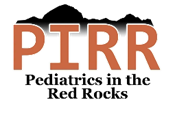 PIRR
Pediatrics in the
Red Rocks